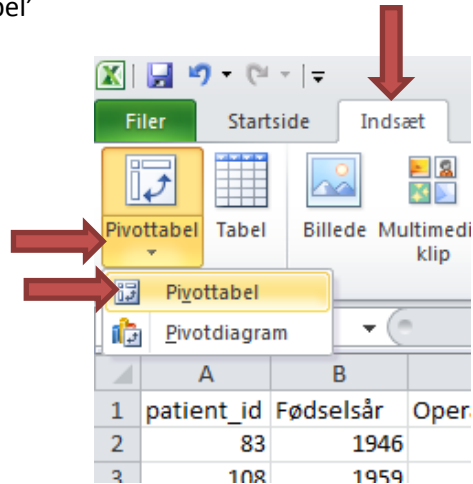 bel'
Filer Startside Indsæt
Pivottabel Tabel Billede Multimedi
klip
Pivottabel
Pivotdiagram
A B
1 patient_id Fødselsår Oper
2 83 1946
3 108 1959